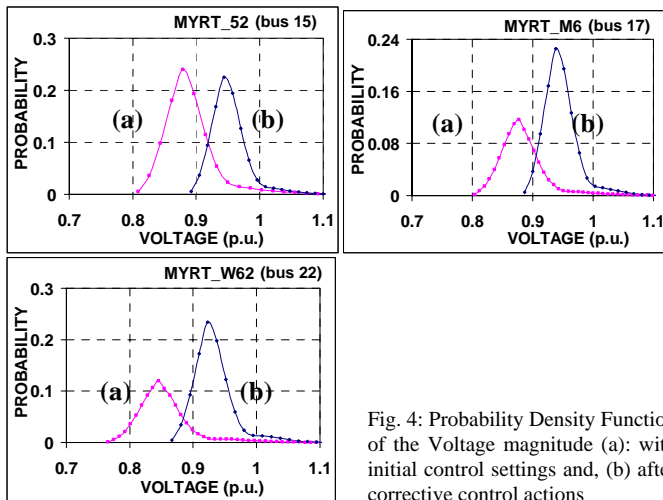 MYRT_52 (bus 15)
PROBABILITY
0.3
0.2
0.1
0
(a)
(b)
0.7 0.8 0.9 1 1.1
VOLTAGE (p.u.)
MYRT_M6 (bus 17)
PROBABILITY
0.24
0.16
0.08
0
(a)
(b)
0.7 0.8 0.9 1 1.1
VOLTAGE (p.u.)
MYRT_W62 (bus 22)
PROBABILITY
0.3
0.2
0.1
0
(a)
(b)
0.7 0.8 0.9 1 1.1
VOLTAGE (p.u.)
Fig. 4: Probability Density Function
of the Voltage magnitude (a): wit
initial control settings and, (b) afte
corrective control actions